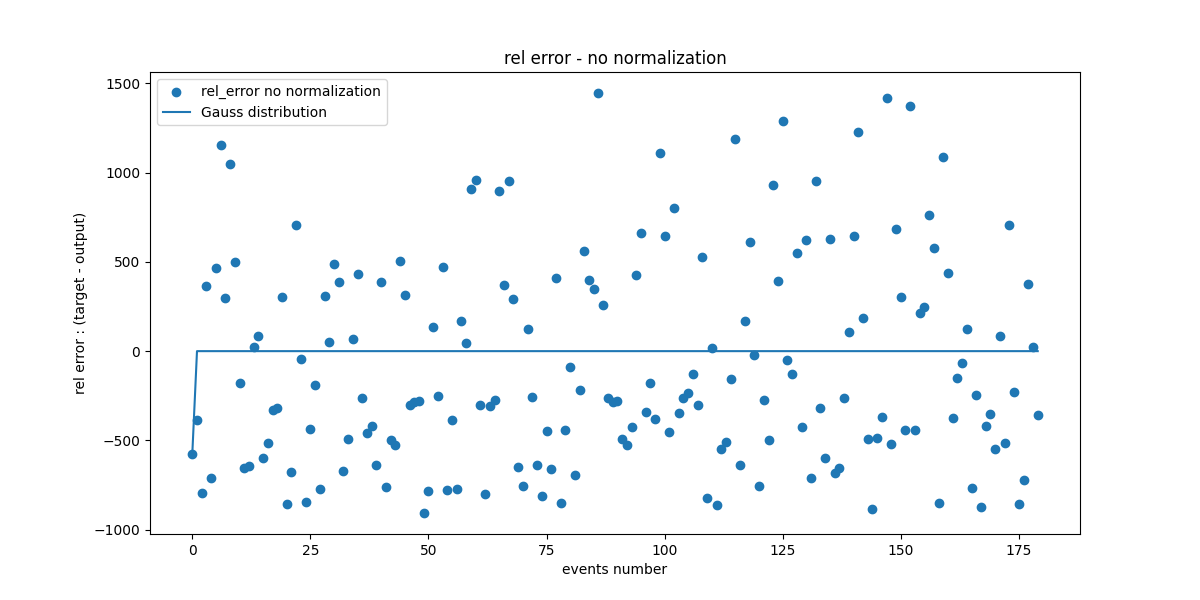 rel error - no normalization
rel_error no normalization
Gauss distribution
1500
1000
500
0
−500
−1000
rel error : (target - output)
0
25
50
75
100
125
150
175
events number